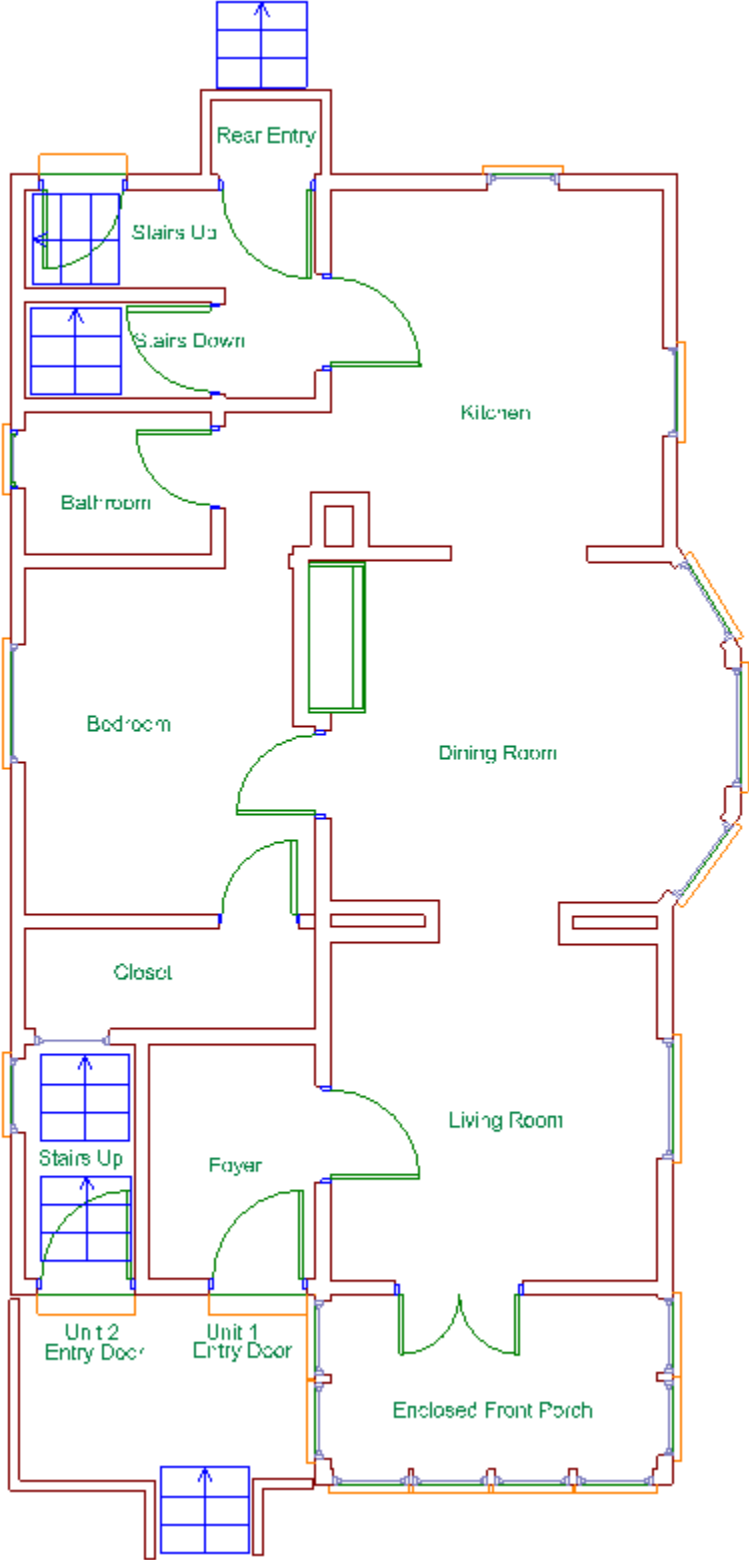 Rear Entry
Stairs Up
Stairs Down
Kitchen
Bathroom
Bedroom
Dining Room
Closet
Living Room
Stairs Up
Foyer
Unit 2
Entry Door
Unit 1
Entry Door
Enclosed Front Porch